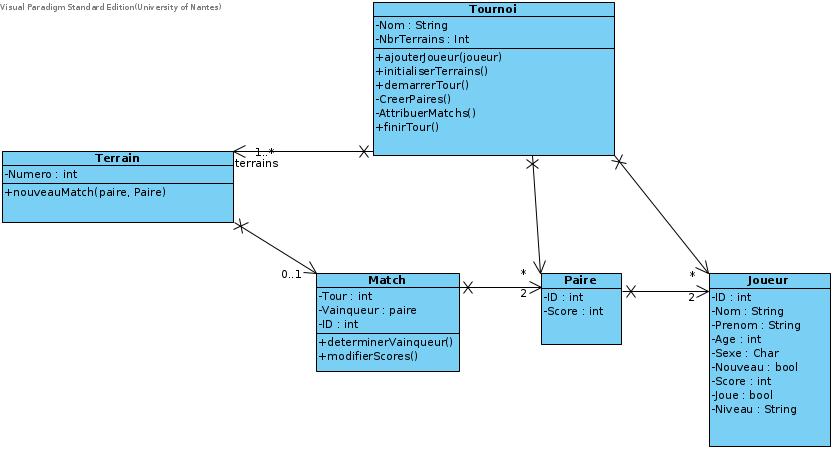 Visual Paradigm Standard Edition(University of Nantes)
Tournoi
-Nom : String
-NbrTerrains : Int
+ajouterJoueur(joueur)
+initialiserTerrains()
+demarrerTour()
-CreerPaires()
-AttribuerMatchs()
+finirTour()
1..*
terrains
Terrain
-Numero : int
+nouveauMatch(paire, Paire)
0..1
Match
-Tour : int
-Vainqueur : paire
-ID : int
+determinerVainqueur()
+modifierScores()
*
2
Paire
-ID : int
-Score : int
*
2
Joueur
-ID : int
-Nom : String
-Prenom : String
-Age : int
-Sexe : Char
-Nouveau : bool
-Score : int
-Joue : bool
-Niveau : String